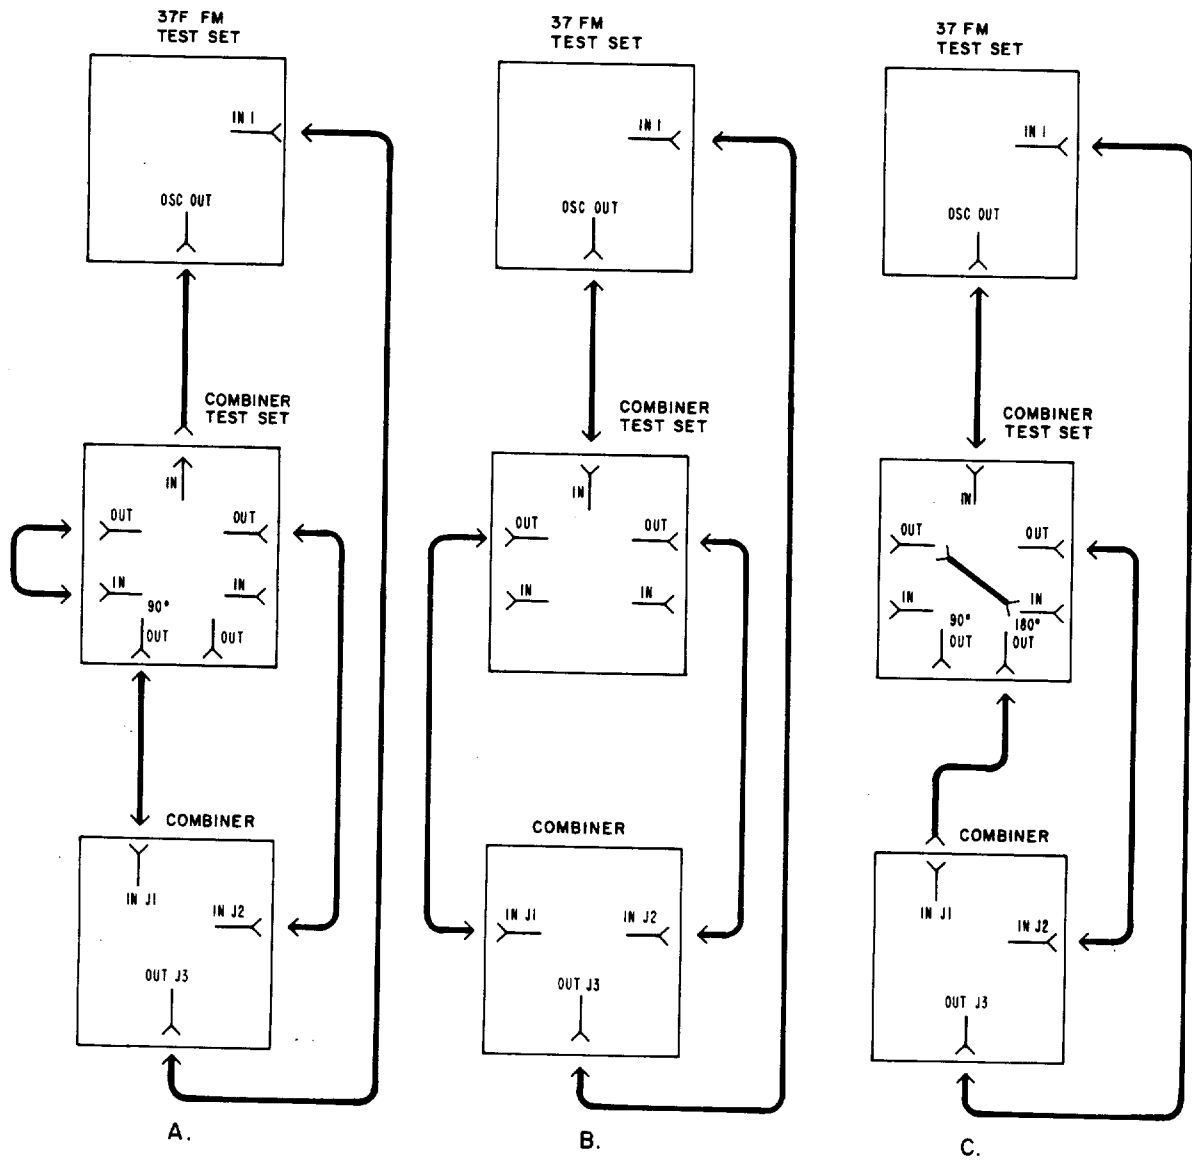 37F FM
TEST SET
IN 1
OSC OUT
COMBINER
TEST SET
IN
OUT
OUT
IN
IN
90°
OUT
OUT
COMBINER
IN J1
IN J2
OUT J3
A.
37 FM
TEST SET
IN 1
OSC OUT
COMBINER
TEST SET
IN
OUT
OUT
IN
IN
COMBINER
IN J1
IN J2
OUT J3
B.
37 FM
TEST SET
IN 1
OSC OUT
COMBINER
TEST SET
IN
OUT
OUT
IN
IN
90°
OUT
180°
OUT
COMBINER
IN J1
IN J2
OUT J3
C.